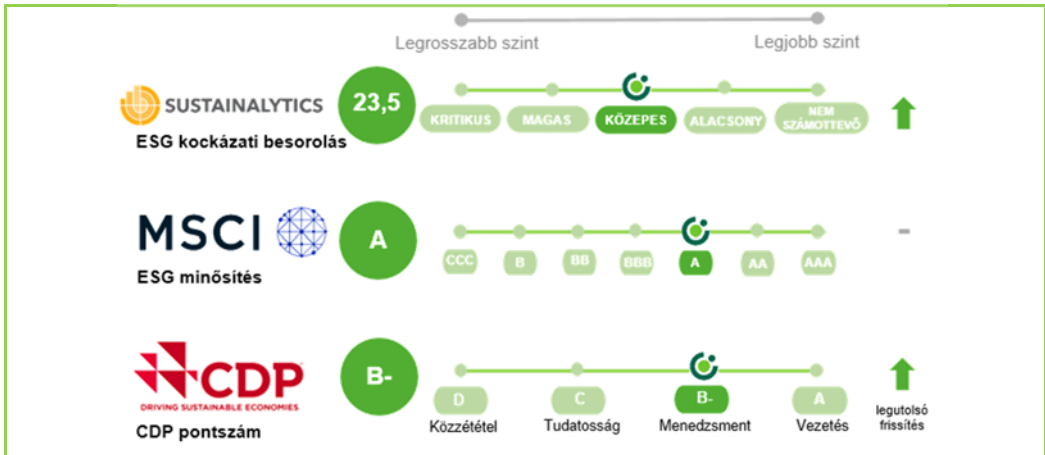 Legrosszabb szint
Legjobb szint
SUSTAINALYTICS
ESG kockázati besorolás
23,5
KRITIKUS
MAGAS
KÖZEPES
ALACSONY
NEM
SZÁMOTTEVŐ
MSCI
ESG minősítés
A
CCC
B
BB
BBB
A
AA
AAA
-
CDP
DRIVING SUSTAINABLE ECONOMIES
CDP pontszám
B-
D
C
B-
A
Közzététel
Tudatosság
Menedzsment
Vezetés
legutolsó
frissítés